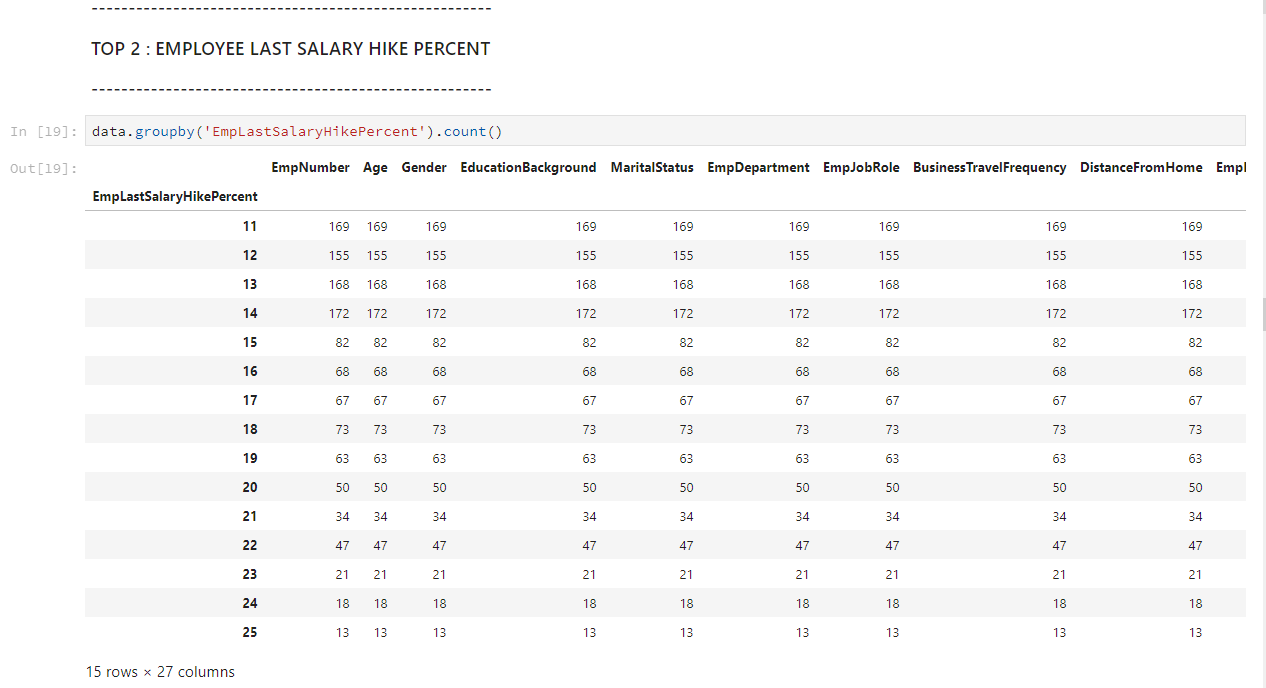 ------------------------------------------------------
TOP 2 : EMPLOYEE LAST SALARY HIKE PERCENT
------------------------------------------------------
In [19]: data.groupby('EmpLastSalaryHikePercent').count()
Out[19]: EmpNumber Age Gender EducationBackground MaritalStatus EmpDepartment EmpJobRole BusinessTravelFrequency DistanceFromHome Empl
EmpLastSalaryHikePercent
11 169 169 169 169 169 169 169 169 169
12 155 155 155 155 155 155 155 155 155
13 168 168 168 168 168 168 168 168 168
14 172 172 172 172 172 172 172 172 172
15 82 82 82 82 82 82 82 82 82
16 68 68 68 68 68 68 68 68 68
17 67 67 67 67 67 67 67 67 67
18 73 73 73 73 73 73 73 73 73
19 63 63 63 63 63 63 63 63 63
20 50 50 50 50 50 50 50 50 50
21 34 34 34 34 34 34 34 34 34
22 47 47 47 47 47 47 47 47 47
23 21 21 21 21 21 21 21 21 21
24 18 18 18 18 18 18 18 18 18
25 13 13 13 13 13 13 13 13 13
15 rows × 27 columns